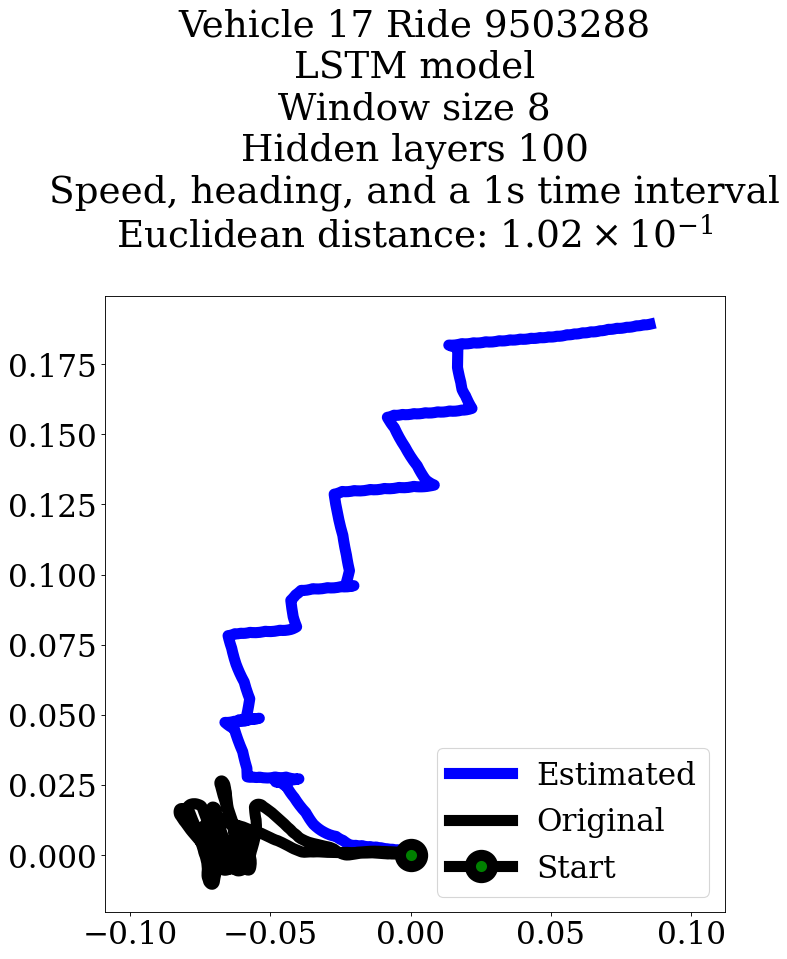 Vehicle 17 Ride 9503288
LSTM model
Window size 8
Hidden layers 100
Speed, heading, and a 1s time interval
Euclidean distance: 1.02 × 10⁻¹
0.175
0.150
0.125
0.100
0.075
0.050
0.025
0.000
Estimated
Original
Start
−0.10 −0.05 0.00 0.05 0.10